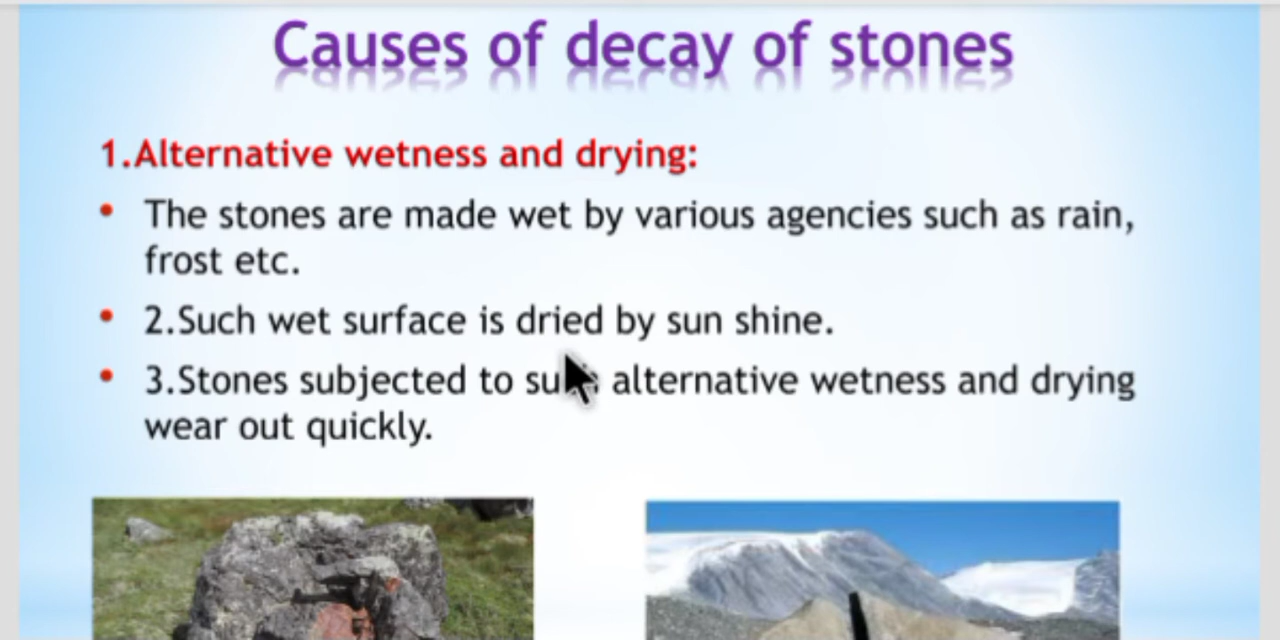 Causes of decay of stones
1.Alternative wetness and drying:
• The stones are made wet by various agencies such as rain,
frost etc.
• 2.Such wet surface is dried by sun shine.
• 3.Stones subjected to such alternative wetness and drying
wear out quickly.